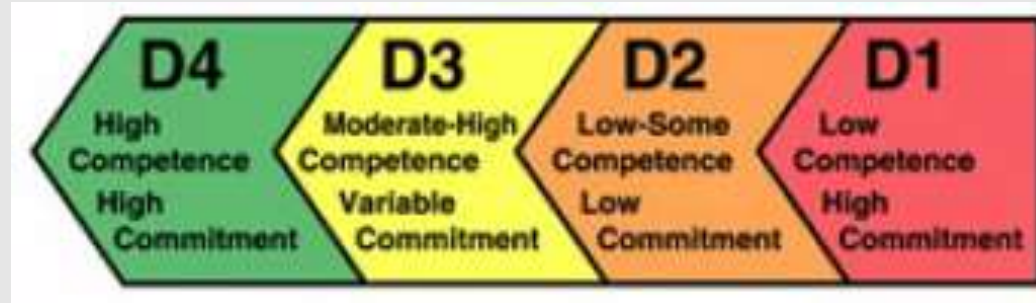 D4
High
Competence
High
Commitment
D3
Moderate-High
Competence
Variable
Commitment
D2
Low-Some
Competence
Low
Commitment
D1
Low
Competence
High
Commitment